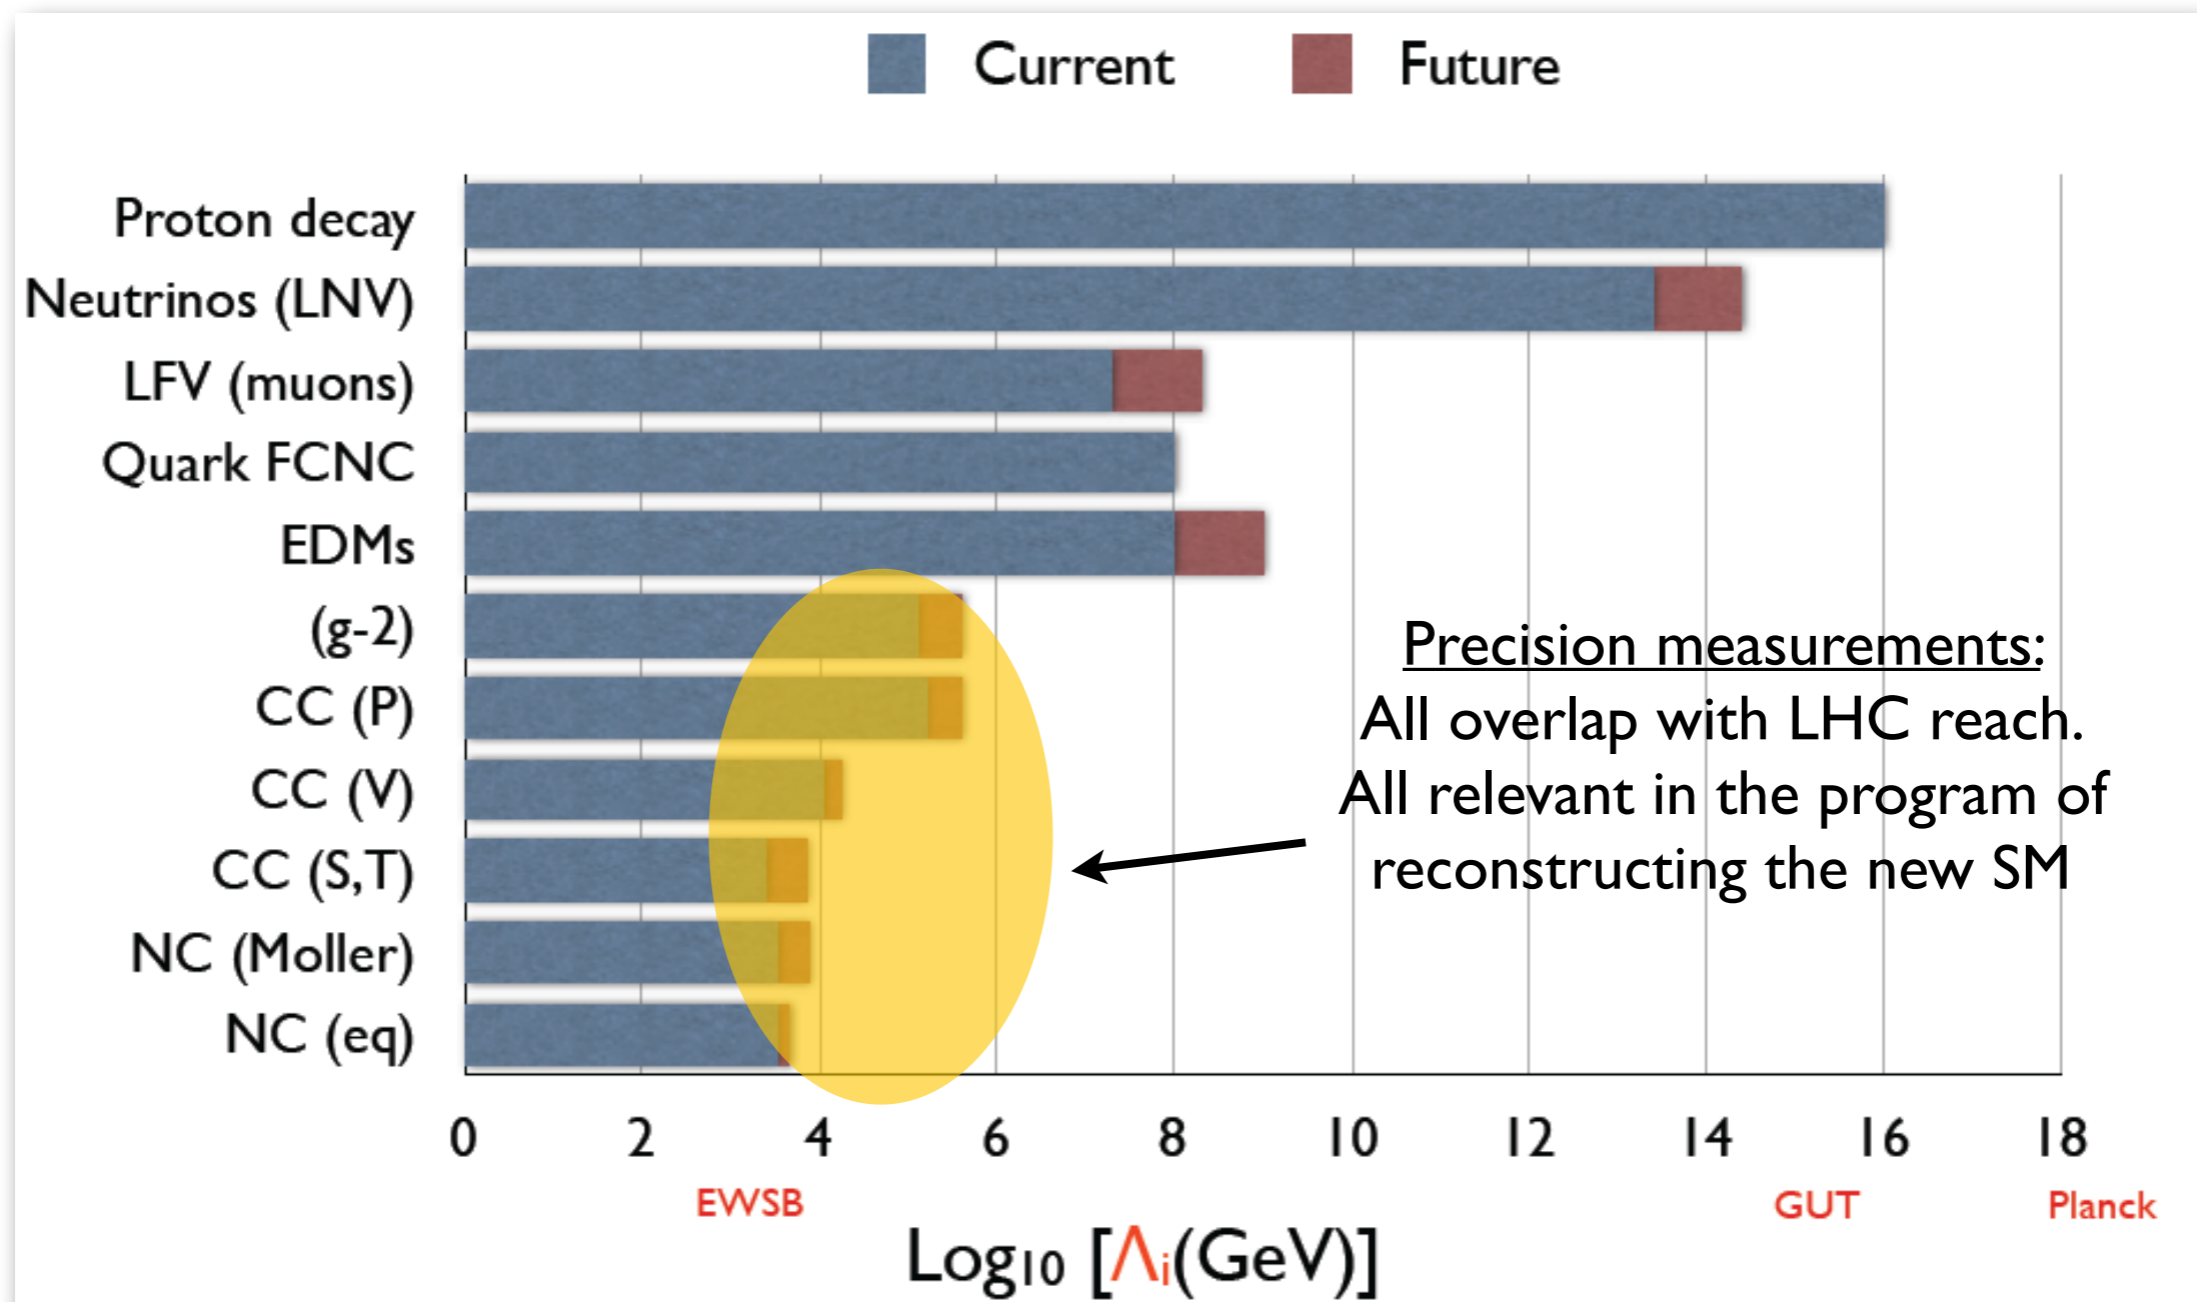 Current
Future
Proton decay
Neutrinos (LNV)
LFV (muons)
Quark FCNC
EDMs
(g-2)
CC (P)
CC (V)
CC (S,T)
NC (Moller)
NC (eq)
Precision measurements:
All overlap with LHC reach.
All relevant in the program of
reconstructing the new SM
0 2 4 6 8 10 12 14 16 18
EWSB GUT Planck
Log₁₀ [Λᵢ(GeV)]